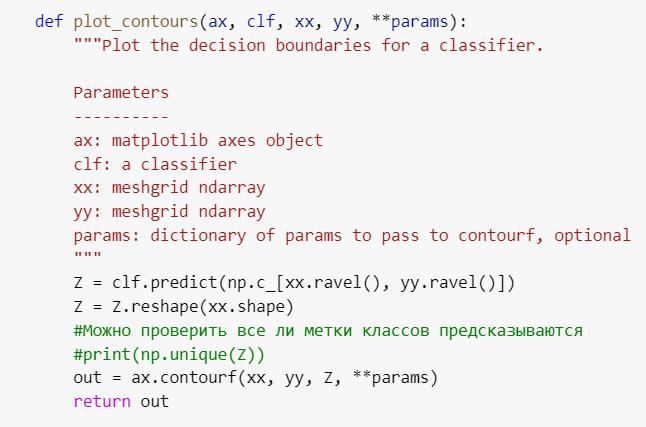 def plot_contours(ax, clf, xx, yy, **params):
    """Plot the decision boundaries for a classifier.

    Parameters
    ----------
    ax: matplotlib axes object
    clf: a classifier
    xx: meshgrid ndarray
    yy: meshgrid ndarray
    params: dictionary of params to pass to contourf, optional
    """
    Z = clf.predict(np.c_[xx.ravel(), yy.ravel()])
    Z = Z.reshape(xx.shape)
    #Можно проверить все ли метки классов предсказываются
    #print(np.unique(Z))
    out = ax.contourf(xx, yy, Z, **params)
    return out